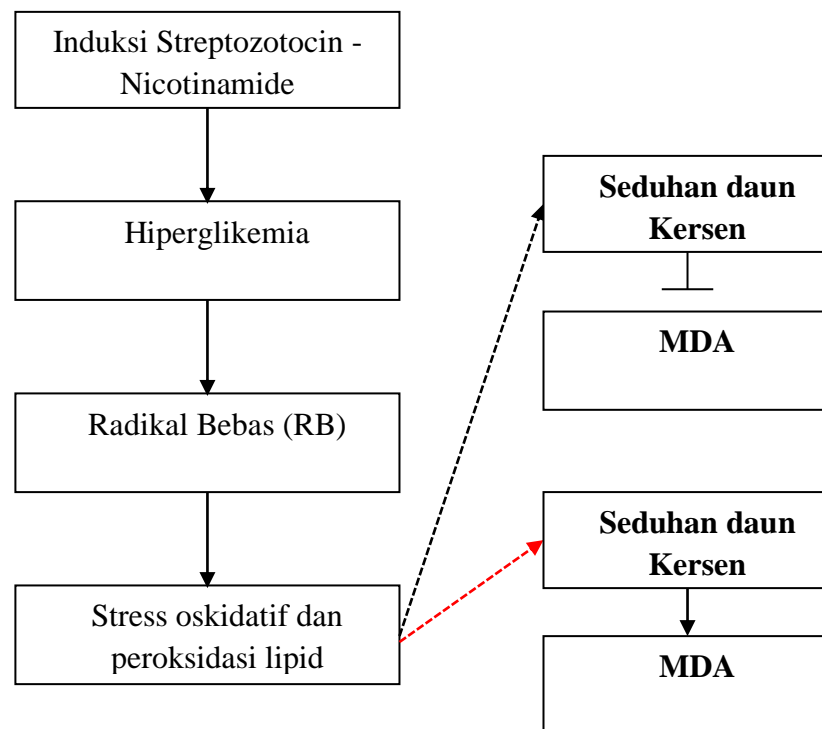 Induksi Streptozotocin -
Nicotinamide
Hiperglikemia
Radikal Bebas (RB)
Stress oskidatif dan
peroksidasi lipid
Seduhan daun
Kersen
MDA
Seduhan daun
Kersen
MDA